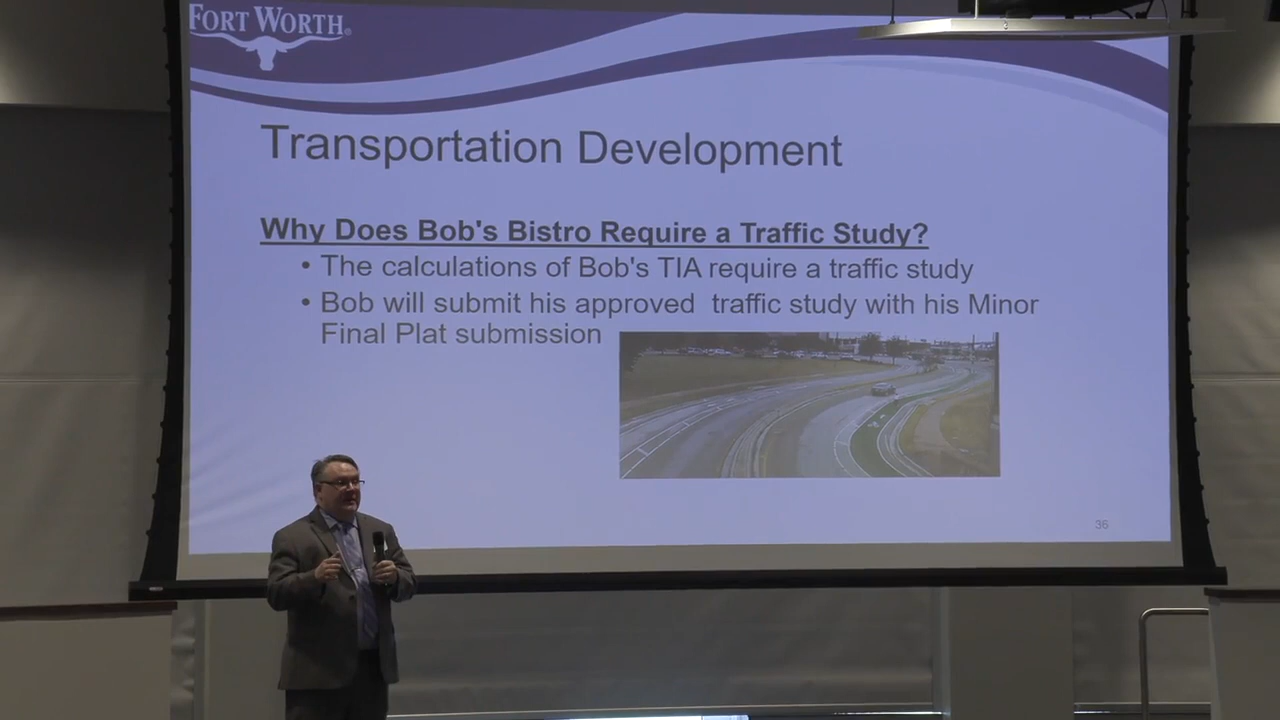 FORT WORTH®
Transportation Development
Why Does Bob's Bistro Require a Traffic Study?
• The calculations of Bob's TIA require a traffic study
• Bob will submit his approved  traffic study with his Minor
Final Plat submission
36